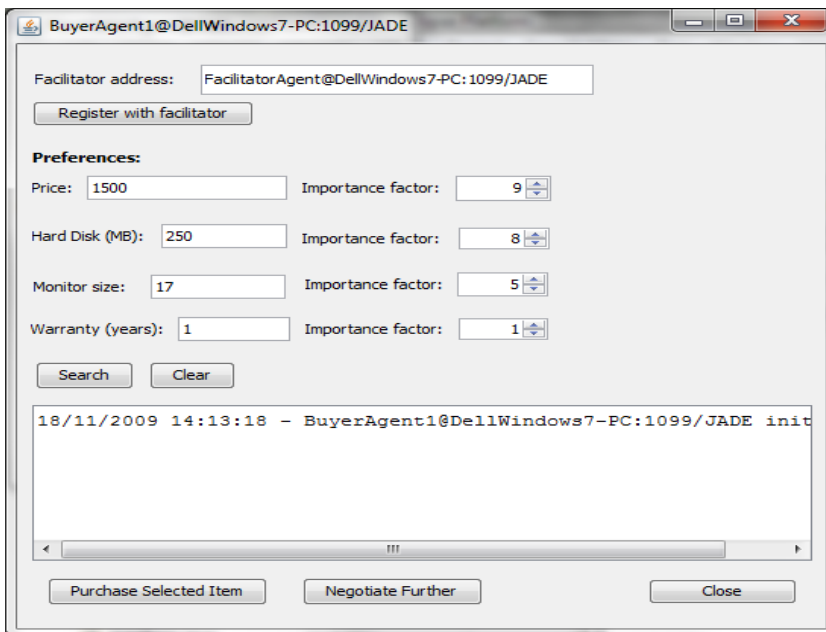 BuyerAgent1@DellWindows7-PC:1099/JADE
Facilitator address: FacilitatorAgent@DellWindows7-PC:1099/JADE
Register with facilitator
Preferences:
Price: 1500 Importance factor: 9
Hard Disk (MB): 250 Importance factor: 8
Monitor size: 17 Importance factor: 5
Warranty (years): 1 Importance factor: 1
Search Clear
18/11/2009 14:13:18 - BuyerAgent1@DellWindows7-PC:1099/JADE init
Purchase Selected Item Negotiate Further Close